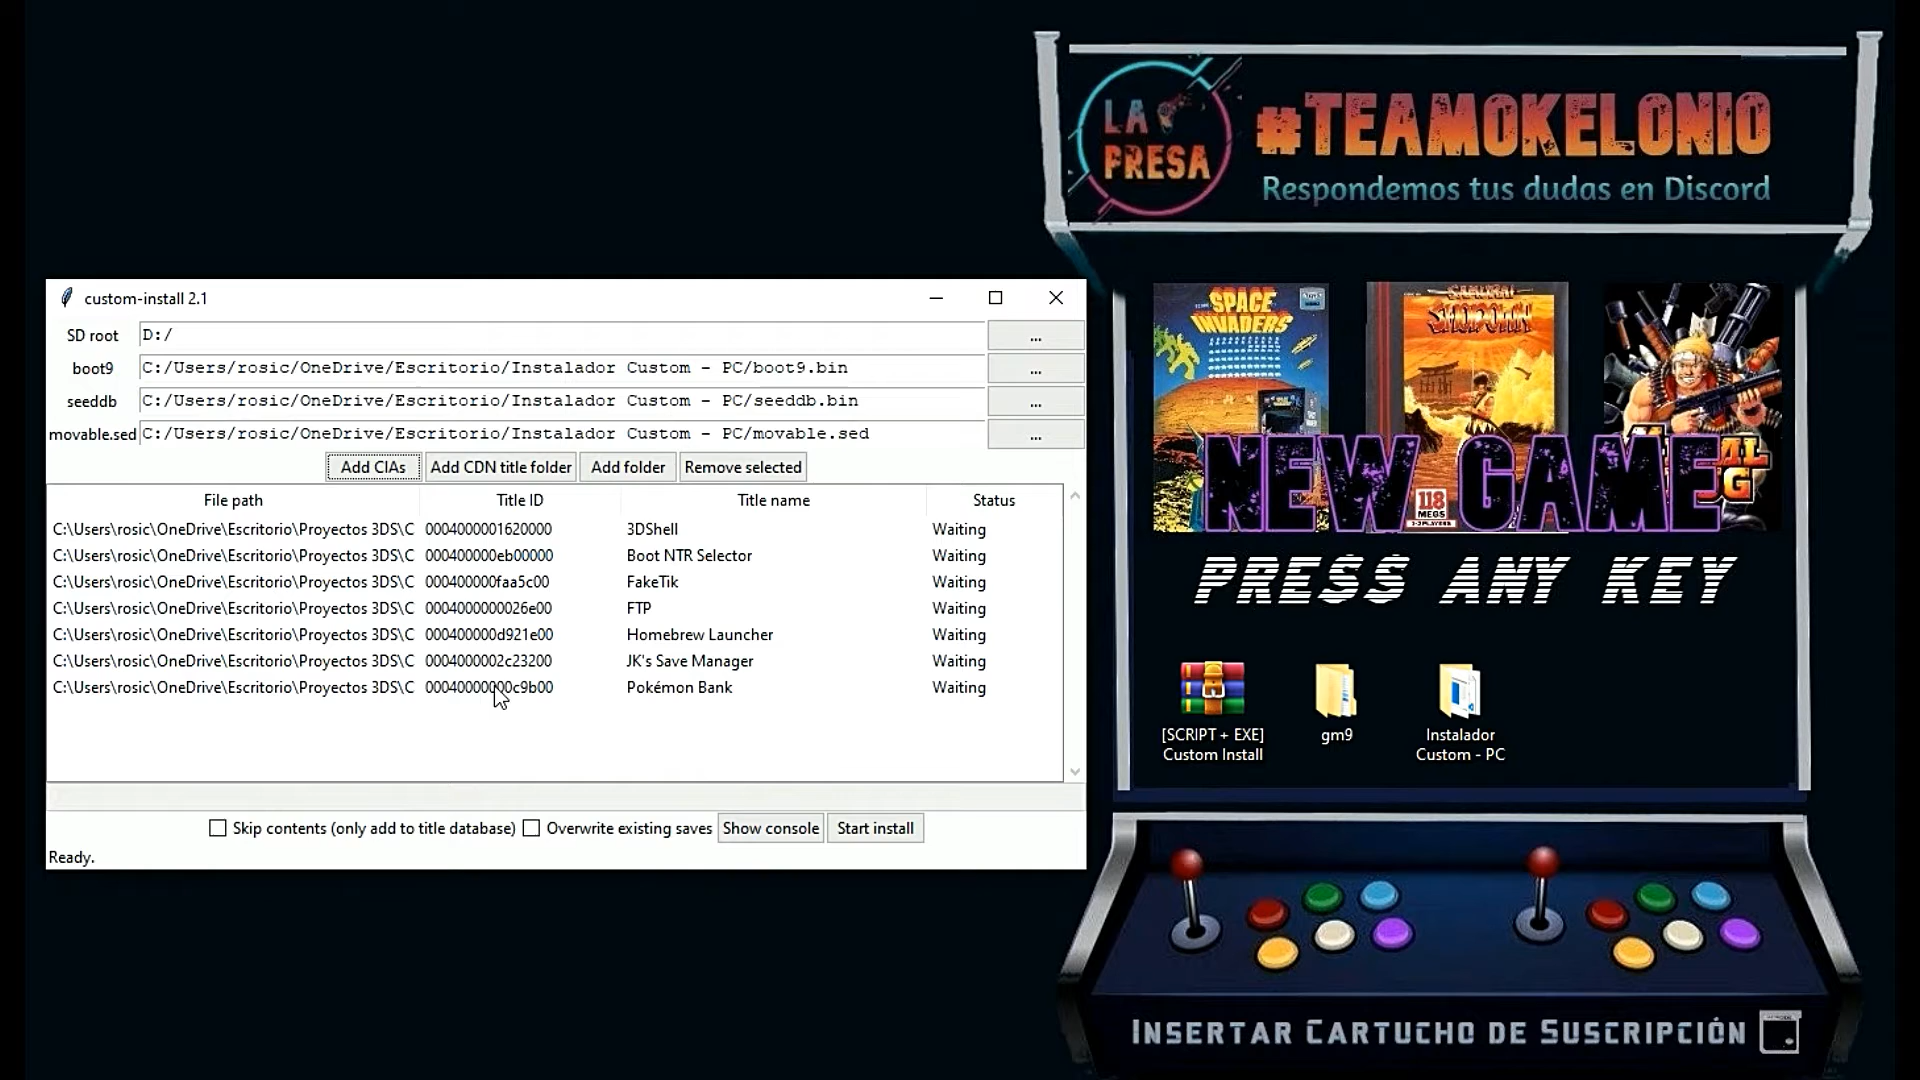 LA
PRESA
#TEAMOKELONIO
Respondemos tus dudas en Discord
custom-install 2.1
SD root D:/ ...
boot9 C:/Users/rosic/OneDrive/Escritorio/Instalador Custom - PC/boot9.bin ...
seeddb C:/Users/rosic/OneDrive/Escritorio/Instalador Custom - PC/seeddb.bin ...
movable.sed C:/Users/rosic/OneDrive/Escritorio/Instalador Custom - PC/movable.sed ...
Add CIAs Add CDN title folder Add folder Remove selected
File path Title ID Title name Status
C:\Users\rosic\OneDrive\Escritorio\Proyectos 3DS\C 0004000001620000 3DShell Waiting
C:\Users\rosic\OneDrive\Escritorio\Proyectos 3DS\C 000400000eb00000 Boot NTR Selector Waiting
C:\Users\rosic\OneDrive\Escritorio\Proyectos 3DS\C 000400000faa5c00 FakeTik Waiting
C:\Users\rosic\OneDrive\Escritorio\Proyectos 3DS\C 0004000000026e00 FTP Waiting
C:\Users\rosic\OneDrive\Escritorio\Proyectos 3DS\C 000400000d921e00 Homebrew Launcher Waiting
C:\Users\rosic\OneDrive\Escritorio\Proyectos 3DS\C 0004000002c23200 JK's Save Manager Waiting
C:\Users\rosic\OneDrive\Escritorio\Proyectos 3DS\C 00040000000c9b00 Pokémon Bank Waiting
Skip contents (only add to title database) Overwrite existing saves Show console Start install
Ready.
SPACE
INVADERS
SAMURAI
SHODOWN
118
MEGS
NEW GAME
PRESS ANY KEY
[SCRIPT + EXE]
Custom Install
gm9
Instalador
Custom - PC
INSERTAR CARTUCHO DE SUSCRIPCIÓN